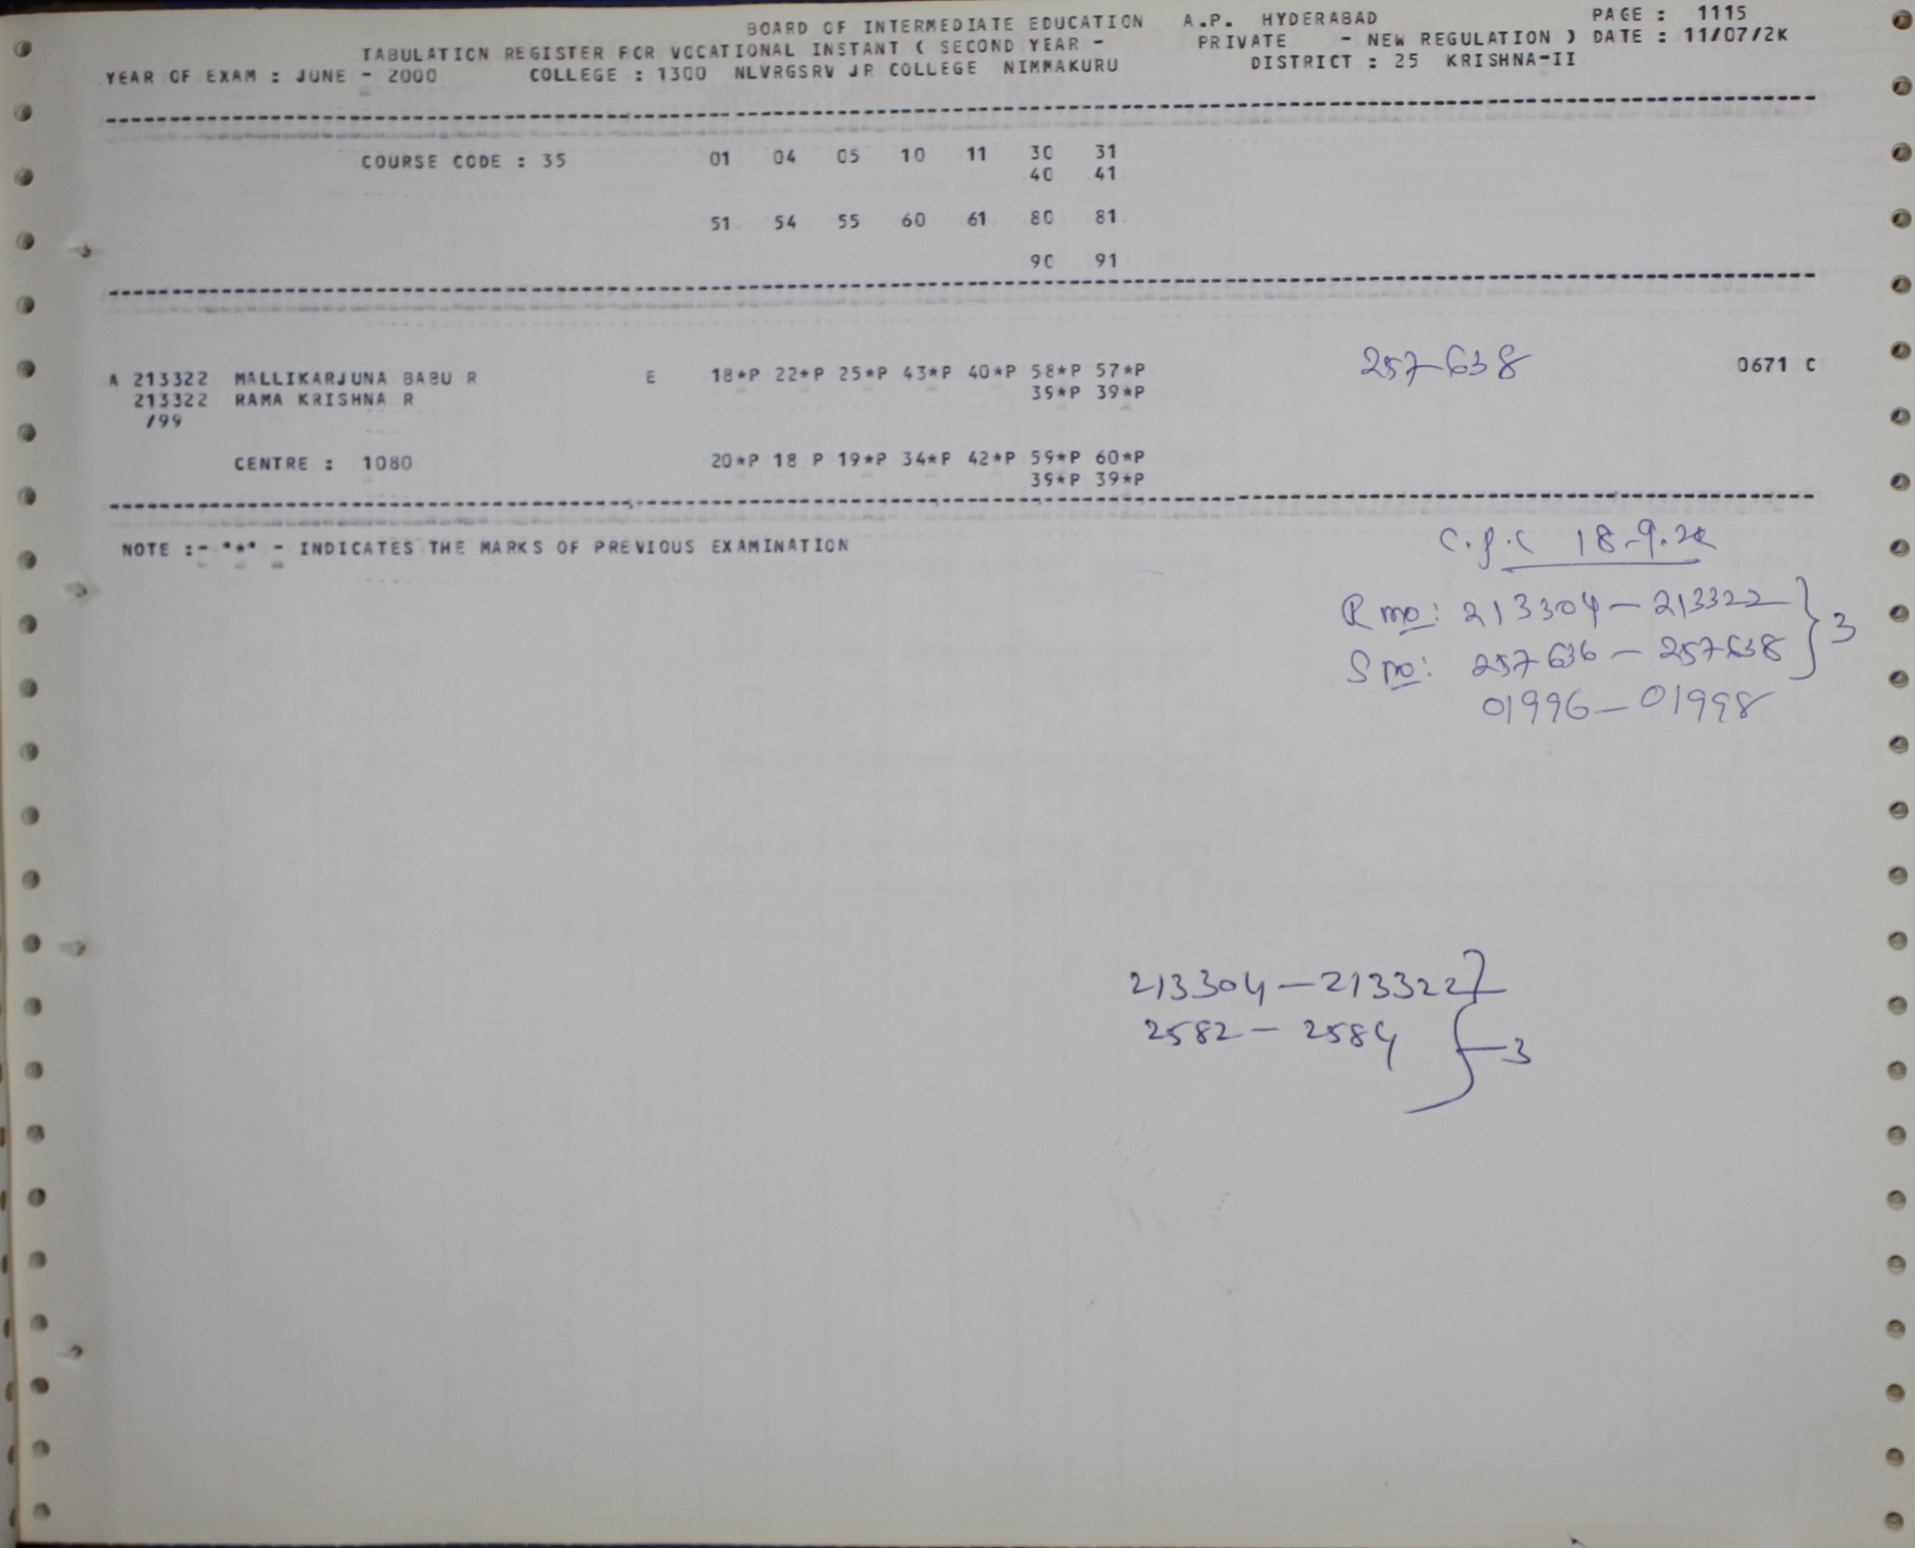 BOARD OF INTERMEDIATE EDUCATION A.P. HYDERABAD PAGE : 1115
TABULATION REGISTER FOR VOCATIONAL INSTANT ( SECOND YEAR - PRIVATE - NEW REGULATION ) DATE : 11/07/2K
YEAR OF EXAM : JUNE - 2000 COLLEGE : 1300 NLVRGSRV JR COLLEGE NIMMAKURU DISTRICT : 25 KRISHNA-II
COURSE CODE : 35 01 04 05 10 11 30 31
40 41
51 54 55 60 61 80 81
90 91
A 213322 MALLIKARJUNA BABU R E 18*P 22*P 25*P 43*P 40*P 58*P 57*P 257638 0671 C
213322 RAMA KRISHNA R 39*P 39*P
/99
CENTRE : 1080 20*P 18 P 19*P 34*P 42*P 59*P 60*P
39*P 39*P
NOTE :- "*" - INDICATES THE MARKS OF PREVIOUS EXAMINATION
18-9-2k
R no: 213304 - 213322 } 3
S no: 257636 - 257638
01996 - 01998
213304 - 213322
2582 - 2584 } 3